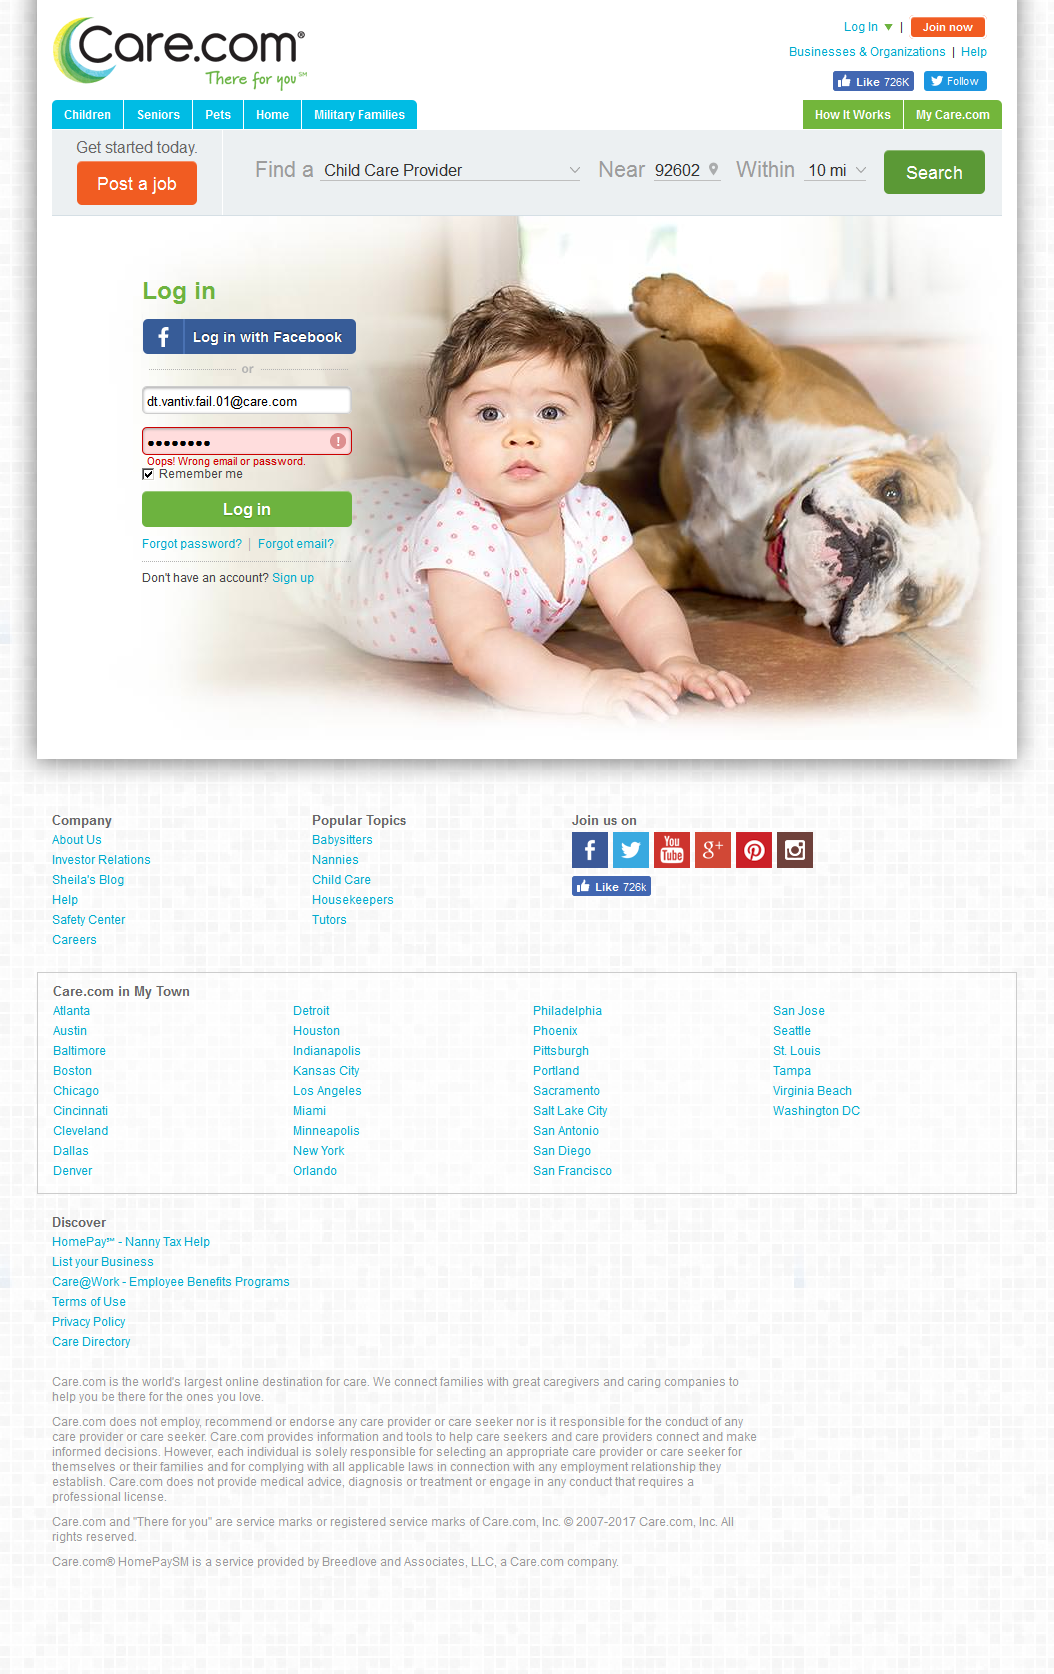 Care.com®
There for you℠
Log In | Join now
Businesses & Organizations | Help
Like 726K Follow
Children Seniors Pets Home Military Families How It Works My Care.com
Get started today.
Post a job
Find a Child Care Provider Near 92602 Within 10 mi Search
Log in
f Log in with Facebook
or
dt.vantiv.fail.01@care.com
Oops! Wrong email or password.
Remember me
Log in
Forgot password? | Forgot email?
Don't have an account? Sign up
Company
About Us
Investor Relations
Sheila's Blog
Help
Safety Center
Careers
Popular Topics
Babysitters
Nannies
Child Care
Housekeepers
Tutors
Join us on
f You Tube g+
Like 726k
Care.com in My Town
Atlanta
Austin
Baltimore
Boston
Chicago
Cincinnati
Cleveland
Dallas
Denver
Detroit
Houston
Indianapolis
Kansas City
Los Angeles
Miami
Minneapolis
New York
Orlando
Philadelphia
Phoenix
Pittsburgh
Portland
Sacramento
Salt Lake City
San Antonio
San Diego
San Francisco
San Jose
Seattle
St. Louis
Tampa
Virginia Beach
Washington DC
Discover
HomePay℠ - Nanny Tax Help
List your Business
Care@Work - Employee Benefits Programs
Terms of Use
Privacy Policy
Care Directory
Care.com is the world's largest online destination for care. We connect families with great caregivers and caring companies to
help you be there for the ones you love.
Care.com does not employ, recommend or endorse any care provider or care seeker nor is it responsible for the conduct of any
care provider or care seeker. Care.com provides information and tools to help care seekers and care providers connect and make
informed decisions. However, each individual is solely responsible for selecting an appropriate care provider or care seeker for
themselves or their families and for complying with all applicable laws in connection with any employment relationship they
establish. Care.com does not provide medical advice, diagnosis or treatment or engage in any conduct that requires a
professional license.
Care.com and "There for you" are service marks or registered service marks of Care.com, Inc. © 2007-2017 Care.com, Inc. All
rights reserved.
Care.com® HomePaySM is a service provided by Breedlove and Associates, LLC, a Care.com company.